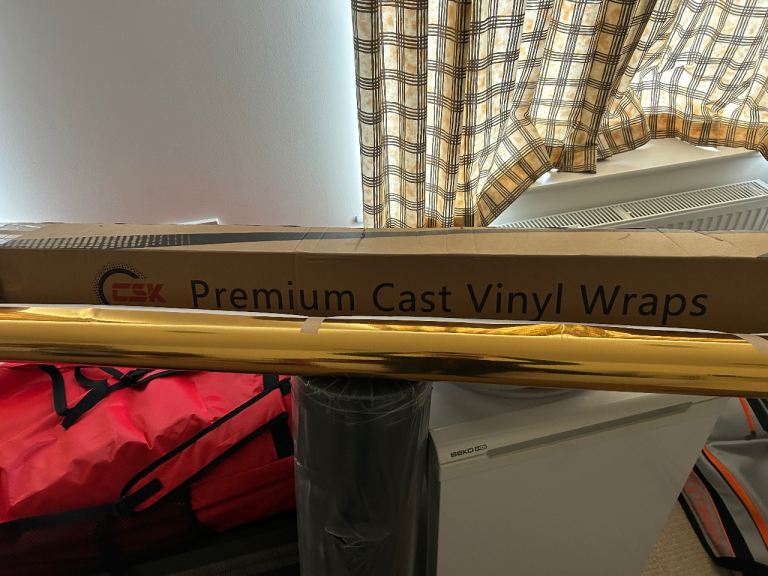 CSK Premium Cast Vinyl Wraps
BEKO